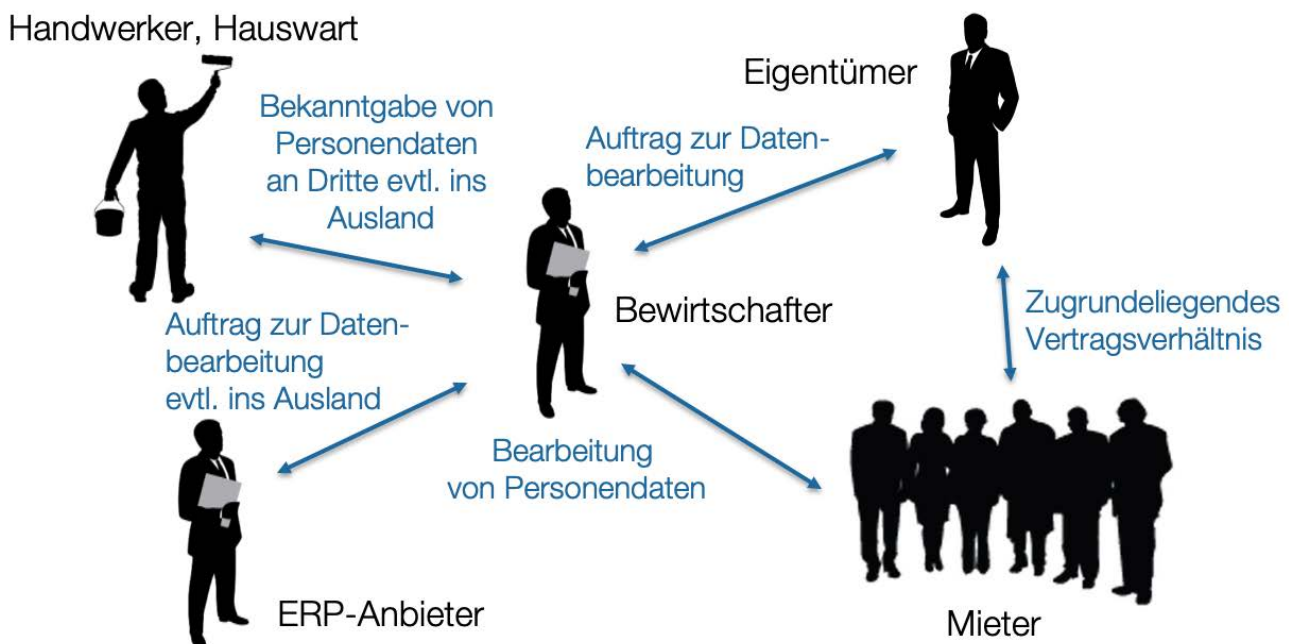 Handwerker, Hauswart
Bekanntgabe von
Personendaten
an Dritte evtl. ins
Ausland
Eigentümer
Auftrag zur Daten-
bearbeitung
Bewirtschafter
Zugrundeliegendes
Vertragsverhältnis
Auftrag zur Daten-
bearbeitung
evtl. ins Ausland
Bearbeitung
von Personendaten
ERP-Anbieter
Mieter